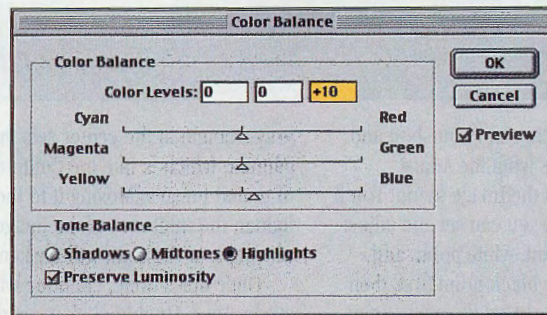 Color Balance
Color Balance
Color Levels: 0 0 +10
Cyan Red
Magenta Green
Yellow Blue
Tone Balance
Shadows Midtones Highlights
Preserve Luminosity
OK
Cancel
Preview